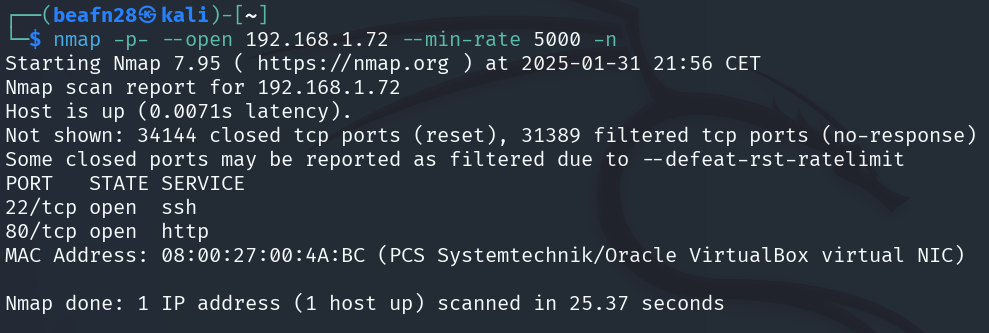 ┌──(beafn28㉿kali)-[~]
└─$ nmap -p- --open 192.168.1.72 --min-rate 5000 -n
Starting Nmap 7.95 ( https://nmap.org ) at 2025-01-31 21:56 CET
Nmap scan report for 192.168.1.72
Host is up (0.0071s latency).
Not shown: 34144 closed tcp ports (reset), 31389 filtered tcp ports (no-response)
Some closed ports may be reported as filtered due to --defeat-rst-ratelimit
PORT   STATE SERVICE
22/tcp open  ssh
80/tcp open  http
MAC Address: 08:00:27:00:4A:BC (PCS Systemtechnik/Oracle VirtualBox virtual NIC)
Nmap done: 1 IP address (1 host up) scanned in 25.37 seconds